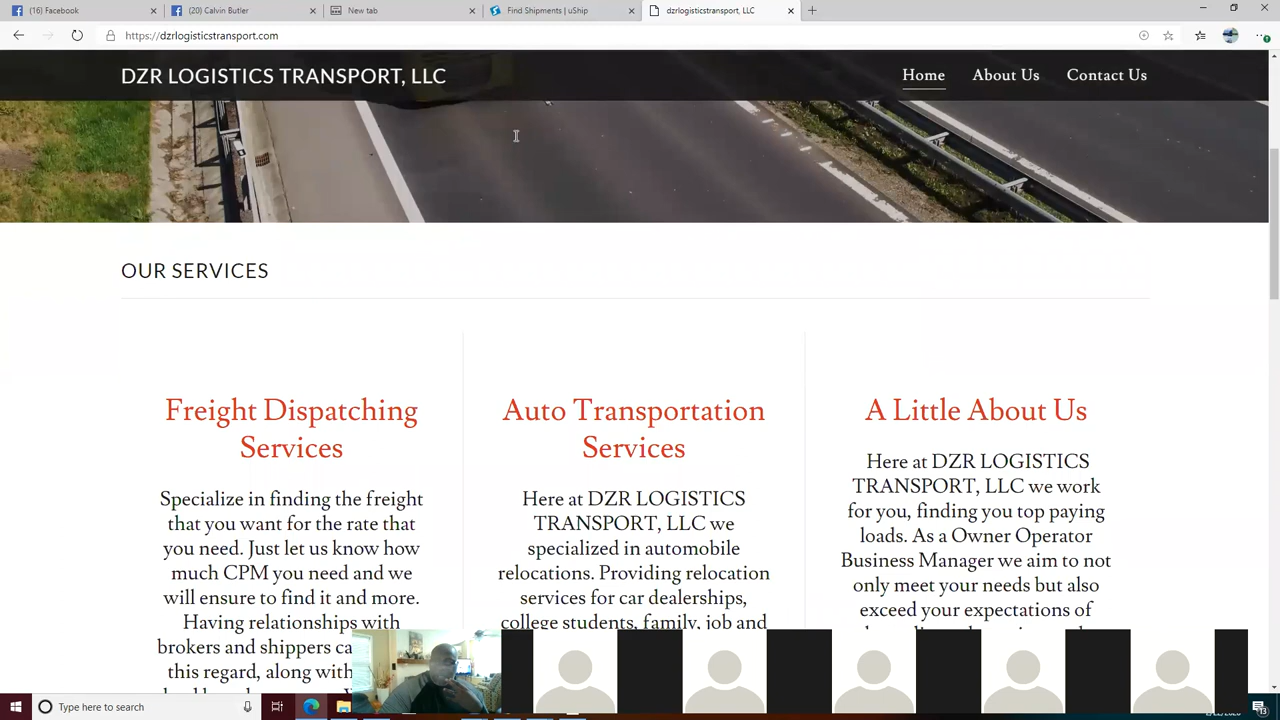 (16) Facebook
(20) Calvin Butler
New tab
Find Shipments | uShip
dzrlogisticstransport, LLC
https://dzrlogisticstransport.com
DZR LOGISTICS TRANSPORT, LLC
Home
About Us
Contact Us
OUR SERVICES
Freight Dispatching
Services
Specialize in finding the freight
that you want for the rate that
you need. Just let us know how
much CPM you need and we
will ensure to find it and more.
Having relationships with
brokers and shippers ca
this regard, along with
Auto Transportation
Services
Here at DZR LOGISTICS
TRANSPORT, LLC we
specialized in automobile
relocations. Providing relocation
services for car dealerships,
college students, family, job and
A Little About Us
Here at DZR LOGISTICS
TRANSPORT, LLC we work
for you, finding you top paying
loads. As a Owner Operator
Business Manager we aim to not
only meet your needs but also
exceed your expectations of
Type here to search
13